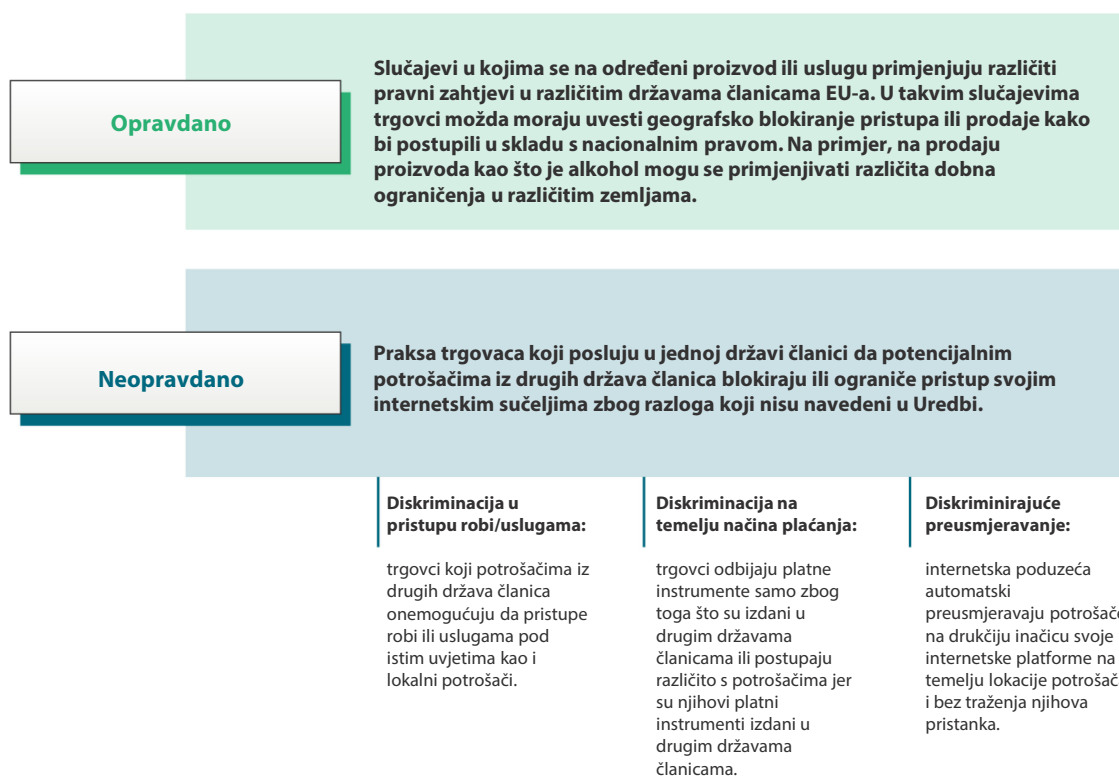 Opravdano
Slučajevi u kojima se na određeni proizvod ili uslugu primjenjuju različiti
pravni zahtjevi u različitim državama članicama EU-a. U takvim slučajevima
trgovci možda moraju uvesti geografsko blokiranje pristupa ili prodaje kako
bi postupili u skladu s nacionalnim pravom. Na primjer, na prodaju
proizvoda kao što je alkohol mogu se primjenjivati različita dobna
ograničenja u različitim zemljama.
Neopravdano
Praksa trgovaca koji posluju u jednoj državi članici da potencijalnim
potrošačima iz drugih država članica blokiraju ili ograniče pristup svojim
internetskim sučeljima zbog razloga koji nisu navedeni u Uredbi.
Diskriminacija u
pristupu robi/uslugama:
trgovci koji potrošačima iz
drugih država članica
onemogućuju da pristupe
robi ili uslugama pod
istim uvjetima kao i
lokalni potrošači.
Diskriminacija na
temelju načina plaćanja:
trgovci odbijaju platne
instrumente samo zbog
toga što su izdani u
drugim državama
članicama ili postupaju
različito s potrošačima jer
su njihovi platni
instrumenti izdani u
drugim državama
članicama.
Diskriminirajuće
preusmjeravanje:
internetska poduzeća
automatski
preusmjeravaju potrošače
na drukčiju inačicu svoje
internetske platforme na
temelju lokacije potrošač
i bez traženja njihova
pristanka.